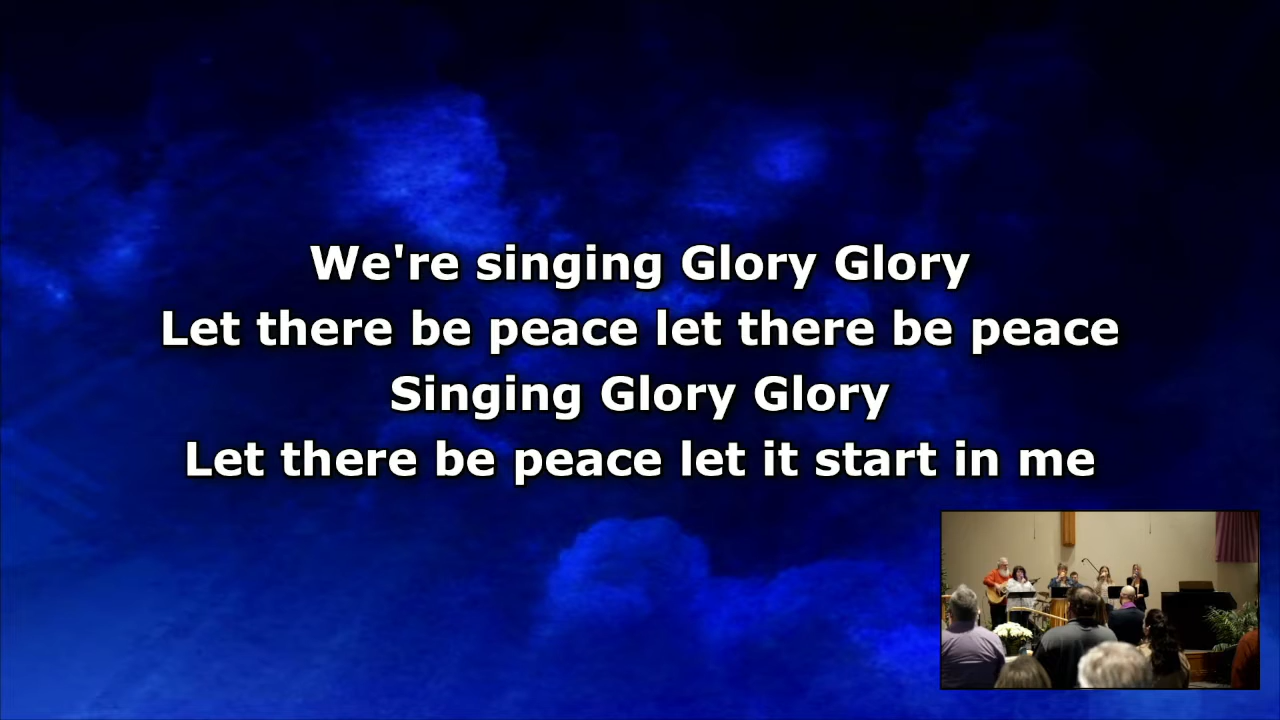 We're singing Glory Glory
Let there be peace let there be peace
Singing Glory Glory
Let there be peace let it start in me